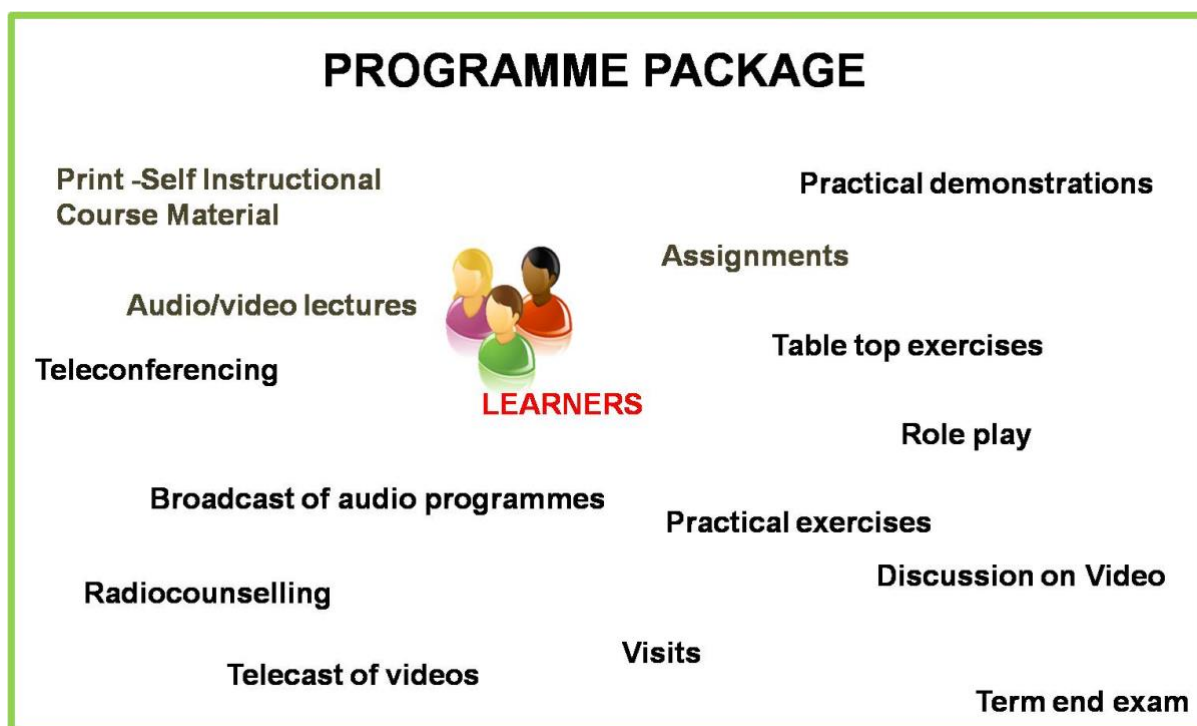 PROGRAMME PACKAGE
Print -Self Instructional
Course Material
Practical demonstrations
Assignments
Audio/video lectures
Table top exercises
Teleconferencing
LEARNERS
Role play
Broadcast of audio programmes
Practical exercises
Discussion on Video
Radiocounselling
Visits
Telecast of videos
Term end exam